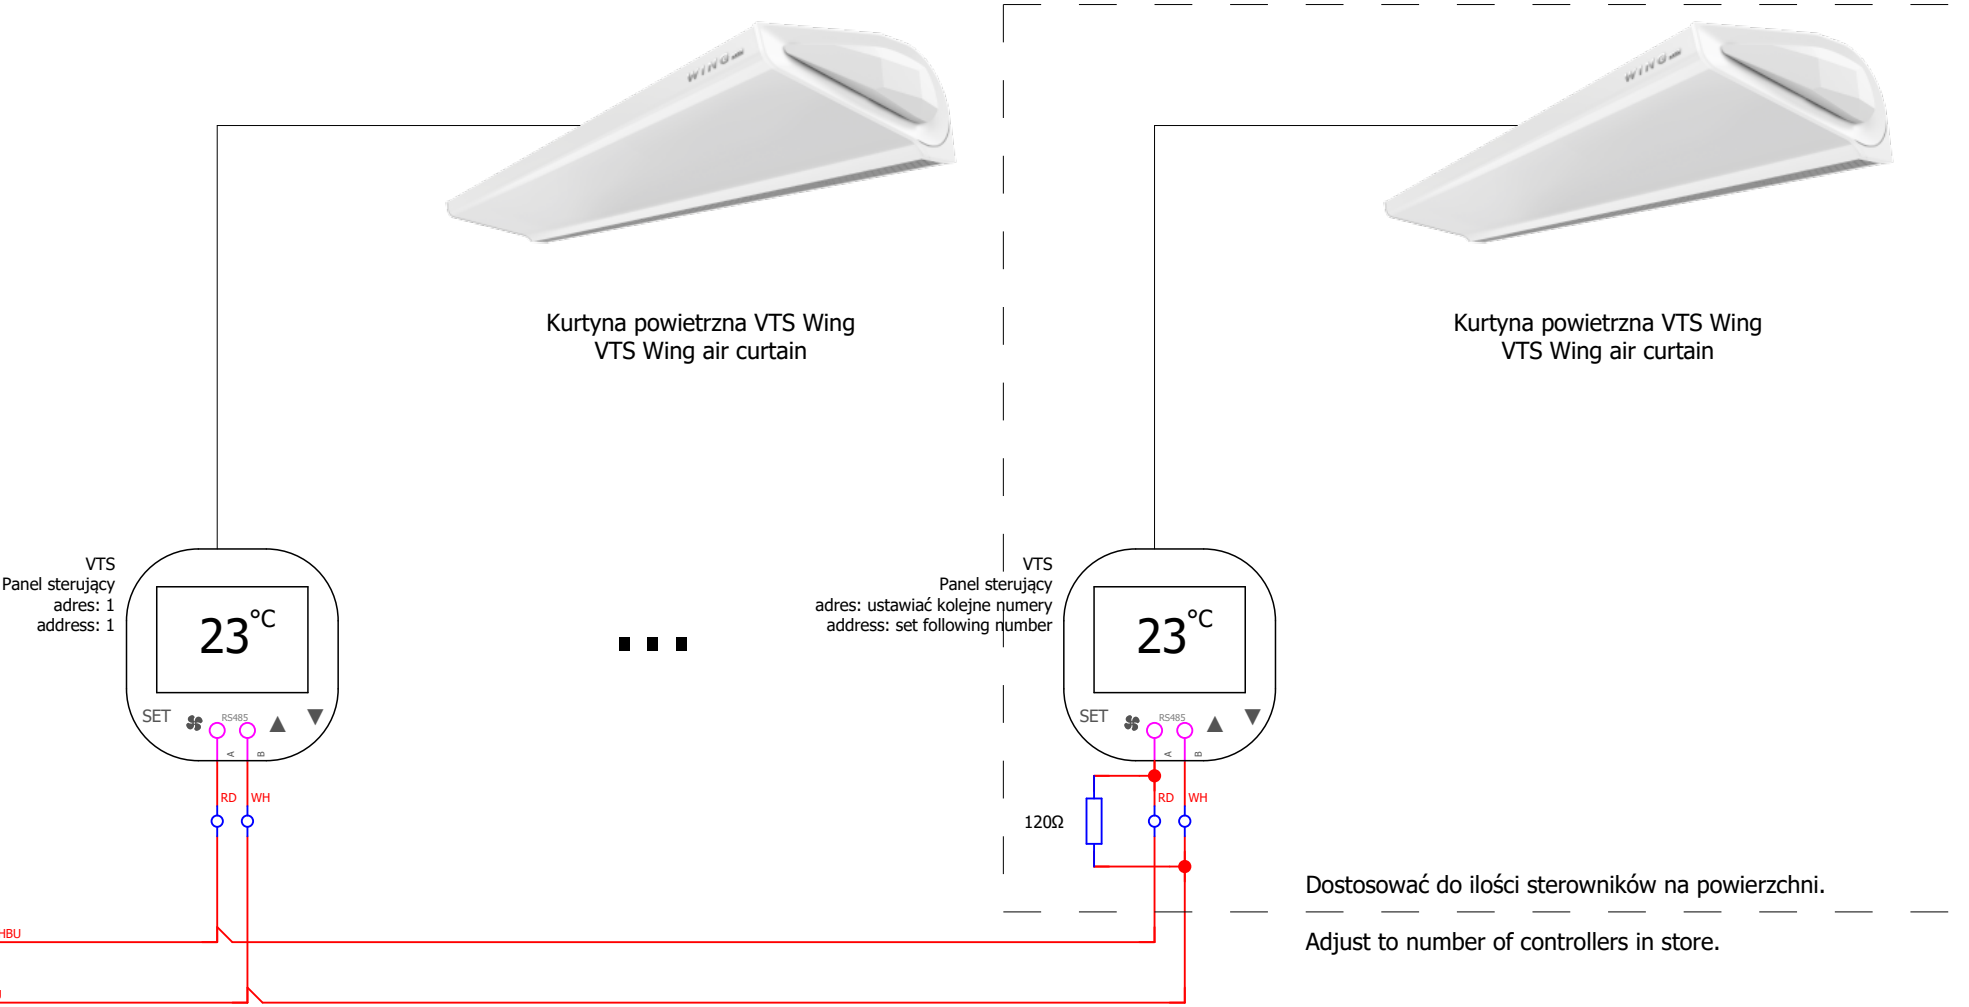 WING
WING
Kurtyna powietrzna VTS Wing
VTS Wing air curtain
Kurtyna powietrzna VTS Wing
VTS Wing air curtain
VTS
Panel sterujący
adres: 1
address: 1
23°C
SET
RS485
A
B
RD
WH
VTS
Panel sterujący
adres: ustawiać kolejne numery
address: set following number
23°C
SET
RS485
A
B
RD
WH
120Ω
Dostosować do ilości sterowników na powierzchni.
Adjust to number of controllers in store.
HBU